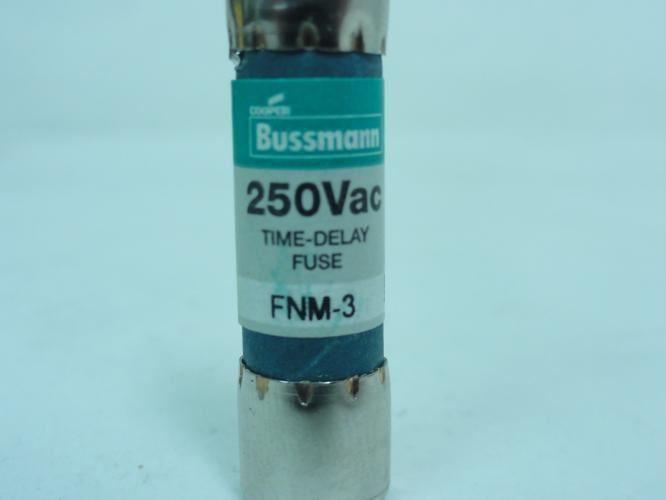 COOPER
Bussmann
250Vac
TIME-DELAY
FUSE
FNM-3